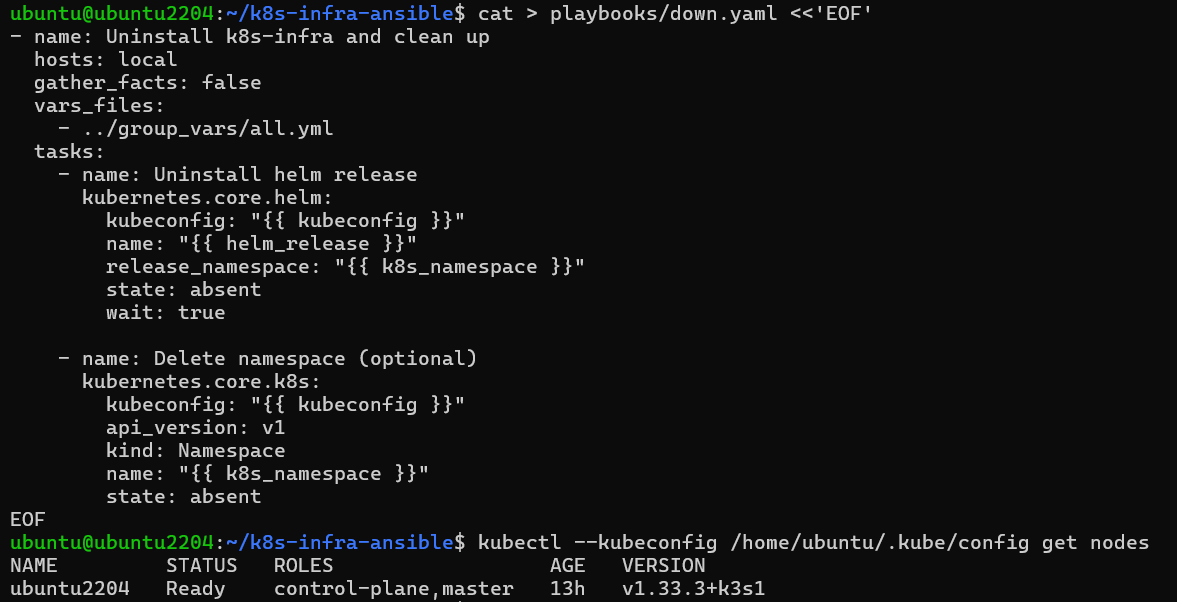 ubuntu@ubuntu2204:~/k8s-infra-ansible$ cat > playbooks/down.yaml <<'EOF'
- name: Uninstall k8s-infra and clean up
  hosts: local
  gather_facts: false
  vars_files:
    - ../group_vars/all.yml
  tasks:
    - name: Uninstall helm release
      kubernetes.core.helm:
        kubeconfig: "{{ kubeconfig }}"
        name: "{{ helm_release }}"
        release_namespace: "{{ k8s_namespace }}"
        state: absent
        wait: true

    - name: Delete namespace (optional)
      kubernetes.core.k8s:
        kubeconfig: "{{ kubeconfig }}"
        api_version: v1
        kind: Namespace
        name: "{{ k8s_namespace }}"
        state: absent
EOF
ubuntu@ubuntu2204:~/k8s-infra-ansible$ kubectl --kubeconfig /home/ubuntu/.kube/config get nodes
NAME         STATUS   ROLES                  AGE   VERSION
ubuntu2204   Ready    control-plane,master   13h   v1.33.3+k3s1